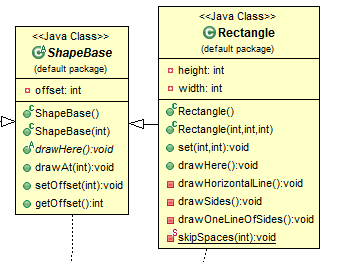 <<Java Class>>
ShapeBase
(default package)
offset: int
ShapeBase()
ShapeBase(int)
drawHere():void
drawAt(int):void
setOffset(int):void
getOffset():int
<<Java Class>>
Rectangle
(default package)
height: int
width: int
Rectangle()
Rectangle(int,int,int)
set(int,int):void
drawHere():void
drawHorizontalLine():void
drawSides():void
drawOneLineOfSides():void
skipSpaces(int):void